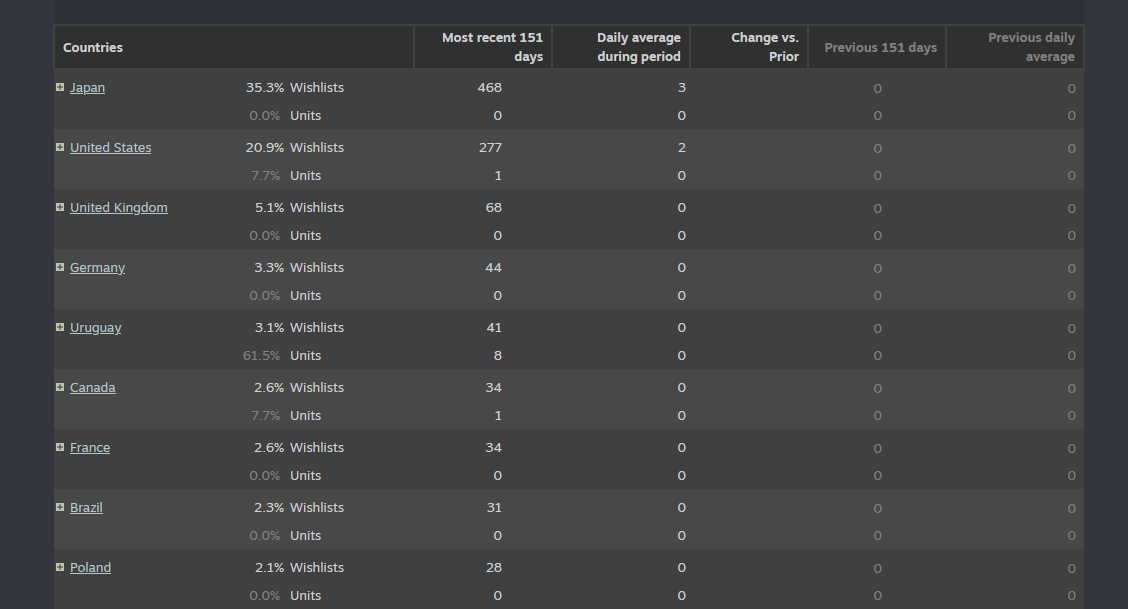 Countries Most recent 151 days Daily average during period Change vs. Prior Previous 151 days Previous daily average
Japan 35.3% Wishlists 468 3 0 0
0.0% Units 0 0 0 0
United States 20.9% Wishlists 277 2 0 0
7.7% Units 1 0 0 0
United Kingdom 5.1% Wishlists 68 0 0 0
0.0% Units 0 0 0 0
Germany 3.3% Wishlists 44 0 0 0
0.0% Units 0 0 0 0
Uruguay 3.1% Wishlists 41 0 0 0
61.5% Units 8 0 0 0
Canada 2.6% Wishlists 34 0 0 0
7.7% Units 1 0 0 0
France 2.6% Wishlists 34 0 0 0
0.0% Units 0 0 0 0
Brazil 2.3% Wishlists 31 0 0 0
0.0% Units 0 0 0 0
Poland 2.1% Wishlists 28 0 0 0
0.0% Units 0 0 0 0